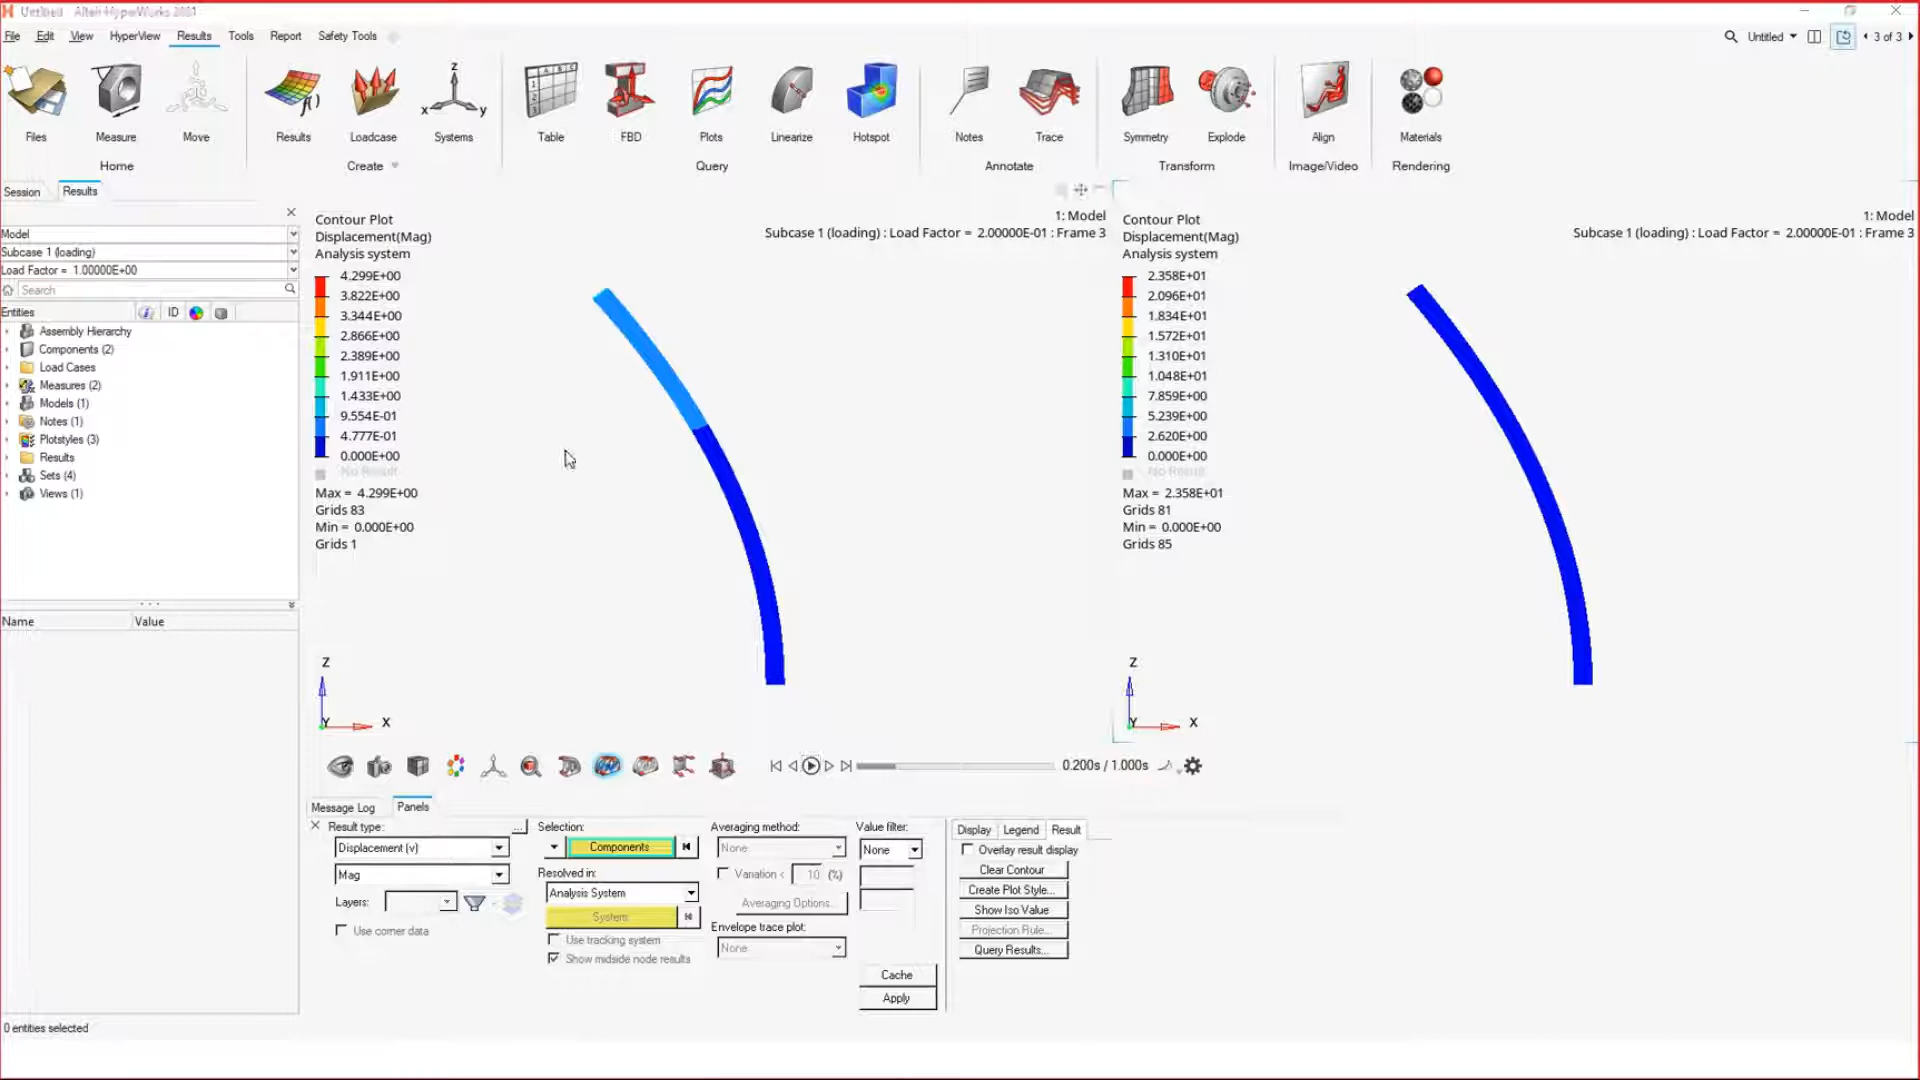 Untitled - Altair HyperWorks 2021
File Edit View HyperView Results Tools Report Safety Tools
Untitled 3 of 3
Files Measure Move Results Loadcase Systems Table FBD Plots Linearize Hotspot Notes Trace Symmetry Explode Align Materials
Home Create Query Annotate Transform Image/Video Rendering
Session Results
Model
Subcase 1 (loading)
Load Factor = 1.00000E+00
Search
Entities ID
Assembly Hierarchy
Components (2)
Load Cases
Measures (2)
Models (1)
Notes (1)
Plotstyles (3)
Results
Sets (4)
Views (1)
Name Value
0 entities selected
Contour Plot
Displacement(Mag)
Analysis system
4.299E+00
3.822E+00
3.344E+00
2.866E+00
2.389E+00
1.911E+00
1.433E+00
9.554E-01
4.777E-01
0.000E+00
No Result
Max = 4.299E+00
Grids 83
Min = 0.000E+00
Grids 1
1: Model
Subcase 1 (loading) : Load Factor = 2.00000E-01 : Frame 3
Z
Y
X
Contour Plot
Displacement(Mag)
Analysis system
2.358E+01
2.096E+01
1.834E+01
1.572E+01
1.310E+01
1.048E+01
7.859E+00
5.239E+00
2.620E+00
0.000E+00
No Result
Max = 2.358E+01
Grids 81
Min = 0.000E+00
Grids 85
1: Model
Subcase 1 (loading) : Load Factor = 2.00000E-01 : Frame 3
Z
Y
X
0.200s / 1.000s
Message Log Panels
Result type:
...
Displacement (v)
Mag
Layers:
Use corner data
Selection:
Components
Resolved in:
Analysis System
System
Use tracking system
Show midside node results
Averaging method:
None
Variation < 10 (%)
Averaging Options...
Envelope trace plot:
None
Value filter:
None
Cache
Apply
Display Legend Result
Overlay result display
Clear Contour
Create Plot Style...
Show Iso Value
Projection Rule...
Query Results...